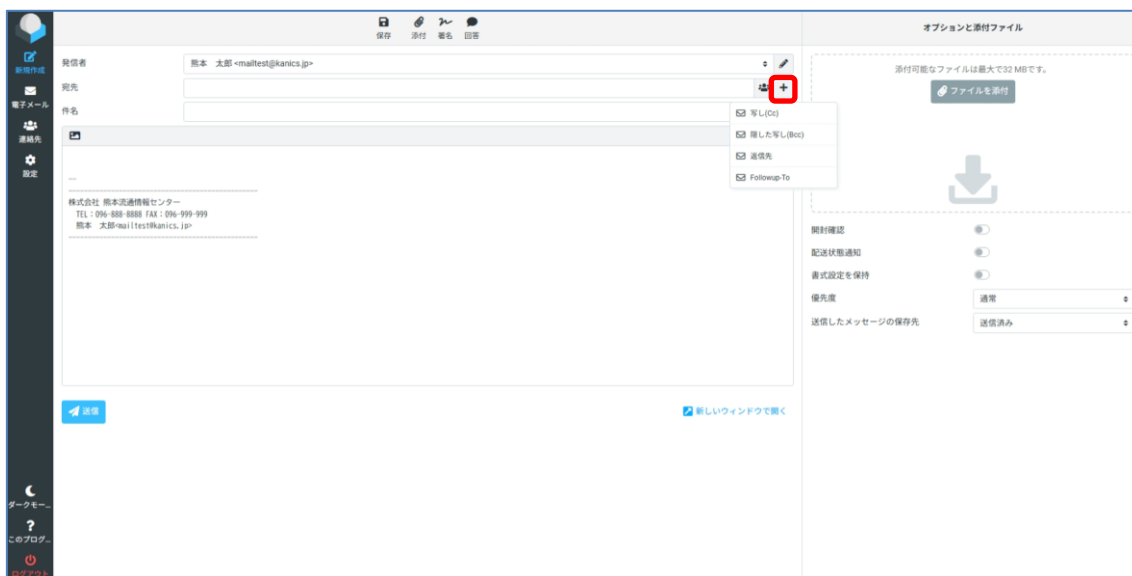 保存 添付 署名 回答
オプションと添付ファイル
新規作成
電子メール
連絡先
設定
発信者 熊本 太郎 <mailtest@kanics.jp>
宛先
件名
写し(Cc)
隠した写し(Bcc)
返信先
Followup-To
--
株式会社 熊本流通情報センター
TEL:096-888-8888 FAX:096-999-999
熊本 太郎<mailtest@kanics.jp>
添付可能なファイルは最大で32 MBです。
ファイルを添付
開封確認
配送状態通知
書式設定を保持
優先度 通常
送信したメッセージの保存先 送信済み
送信
新しいウィンドウで開く
ダークモー...
?
このプログ...
ログアウト